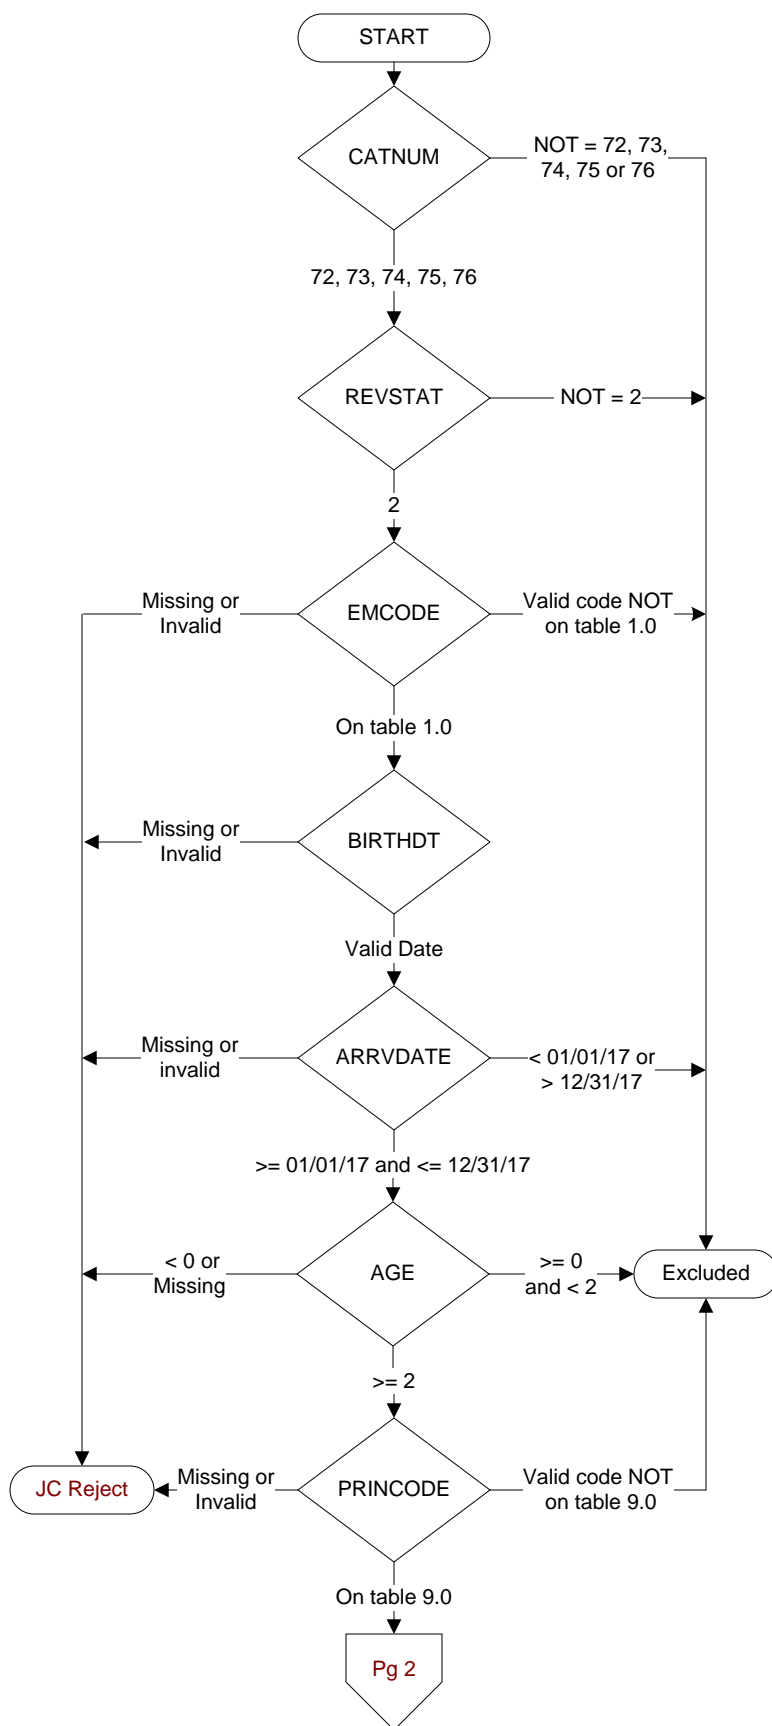 START
CATNUM
NOT = 72, 73,
74, 75 or 76
72, 73, 74, 75, 76
REVSTAT
NOT = 2
2
Missing or
Invalid
EMCODE
Valid code NOT
on table 1.0
On table 1.0
Missing or
Invalid
BIRTHDT
Valid Date
Missing or
invalid
ARRVDATE
< 01/01/17 or
> 12/31/17
>= 01/01/17 and <= 12/31/17
< 0 or
Missing
AGE
>= 0
and < 2
Excluded
>= 2
JC Reject
Missing or
Invalid
PRINCODE
Valid code NOT
on table 9.0
On table 9.0
Pg 2